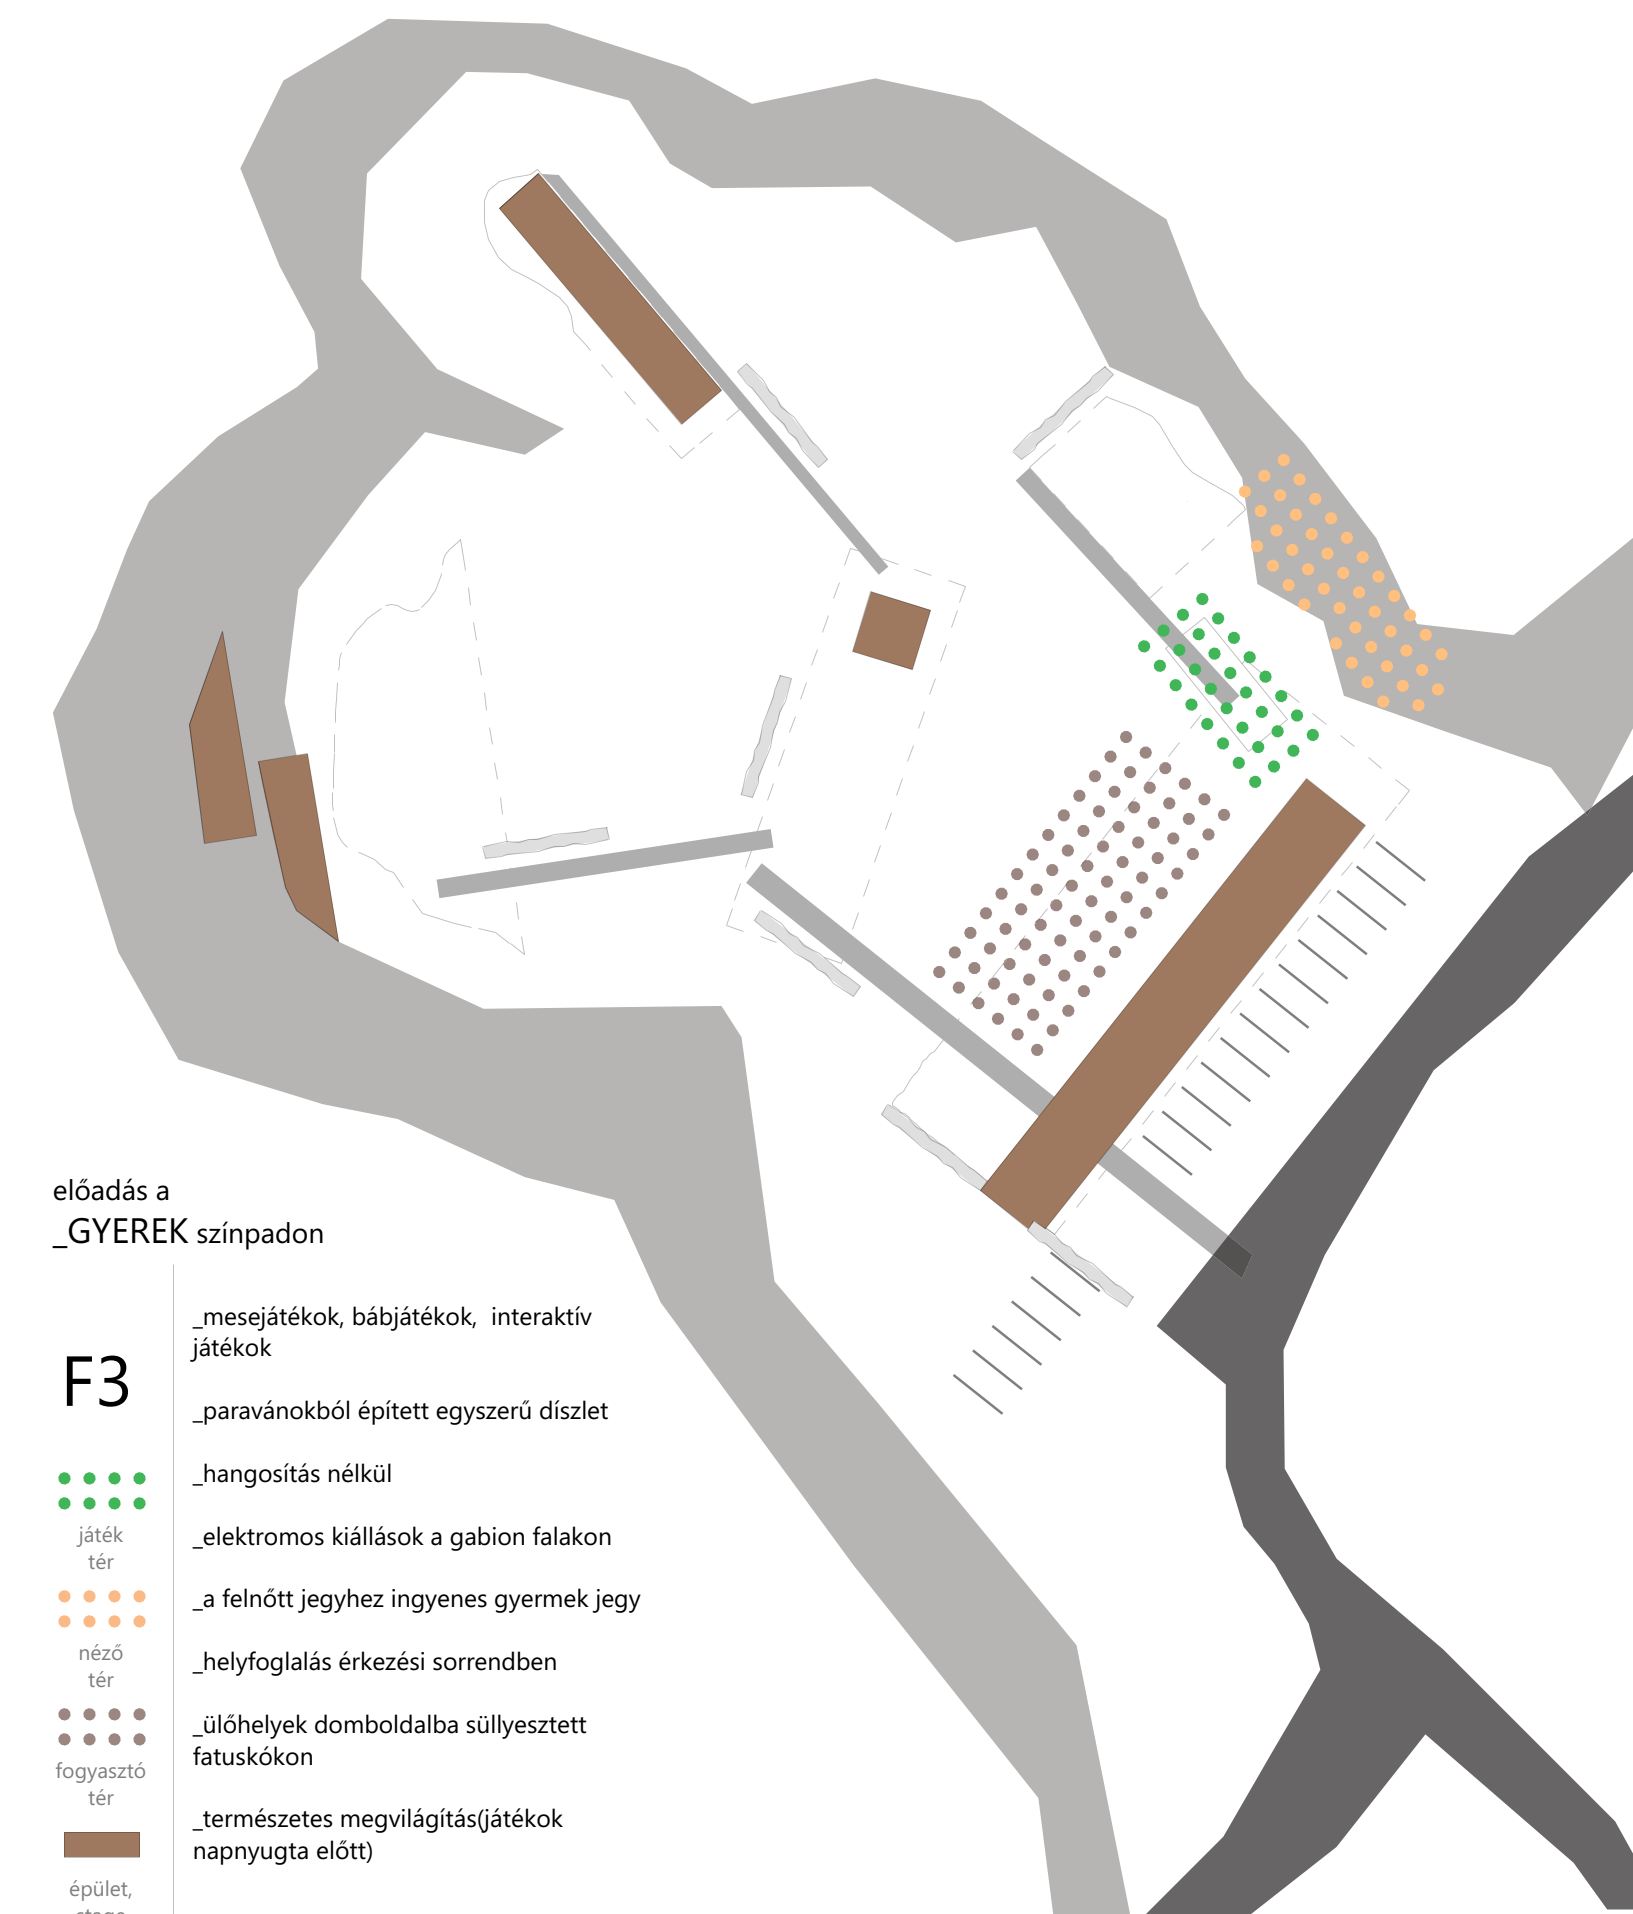 előadás a
_GYEREK színpadon
F3
_mesejátékok, bábjátékok, interaktív
játékok
_paravánokból épített egyszerű díszlet
_hangosítás nélkül
_elektromos kiállások a gabion falakon
_a felnőtt jegyhez ingyenes gyermek jegy
_helyfoglalás érkezési sorrendben
_ülőhelyek domboldalba süllyesztett
fatuskókon
_természetes megvilágítás(játékok
napnyugta előtt)
játék
tér
néző
tér
fogyasztó
tér
épület,